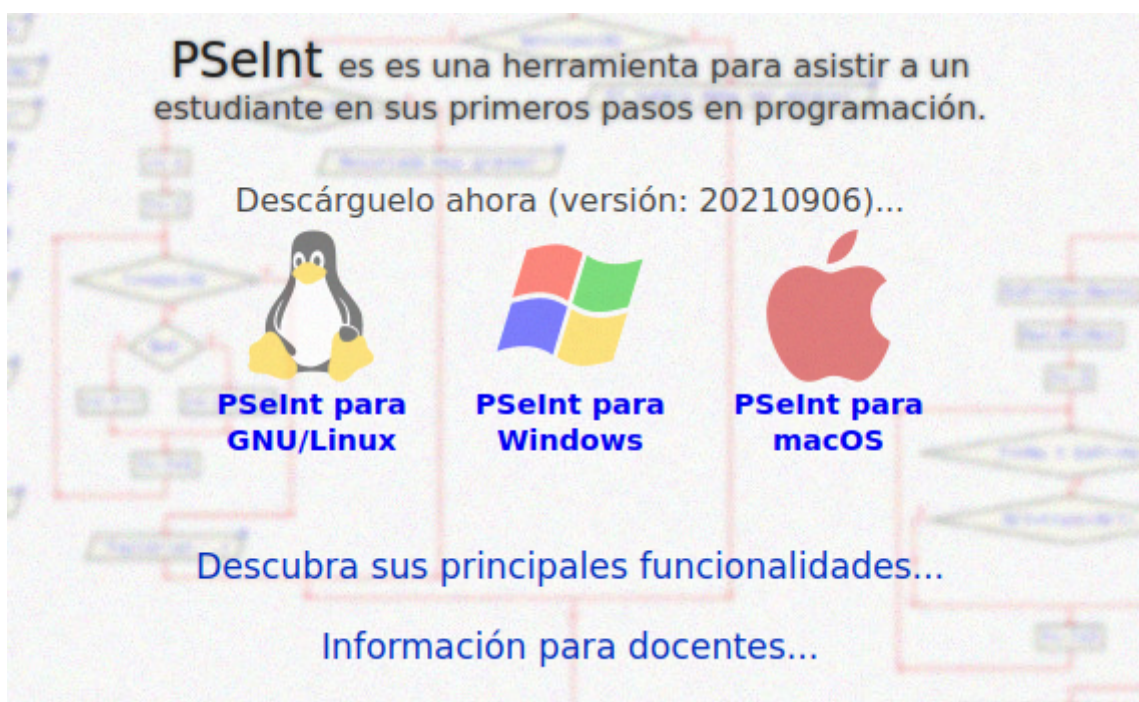 PSeInt es es una herramienta para asistir a un
estudiante en sus primeros pasos en programación.
Descárguelo ahora (versión: 20210906)...
PSeInt para
GNU/Linux
PSeInt para
Windows
PSeInt para
macOS
Descubra sus principales funcionalidades...
Información para docentes...